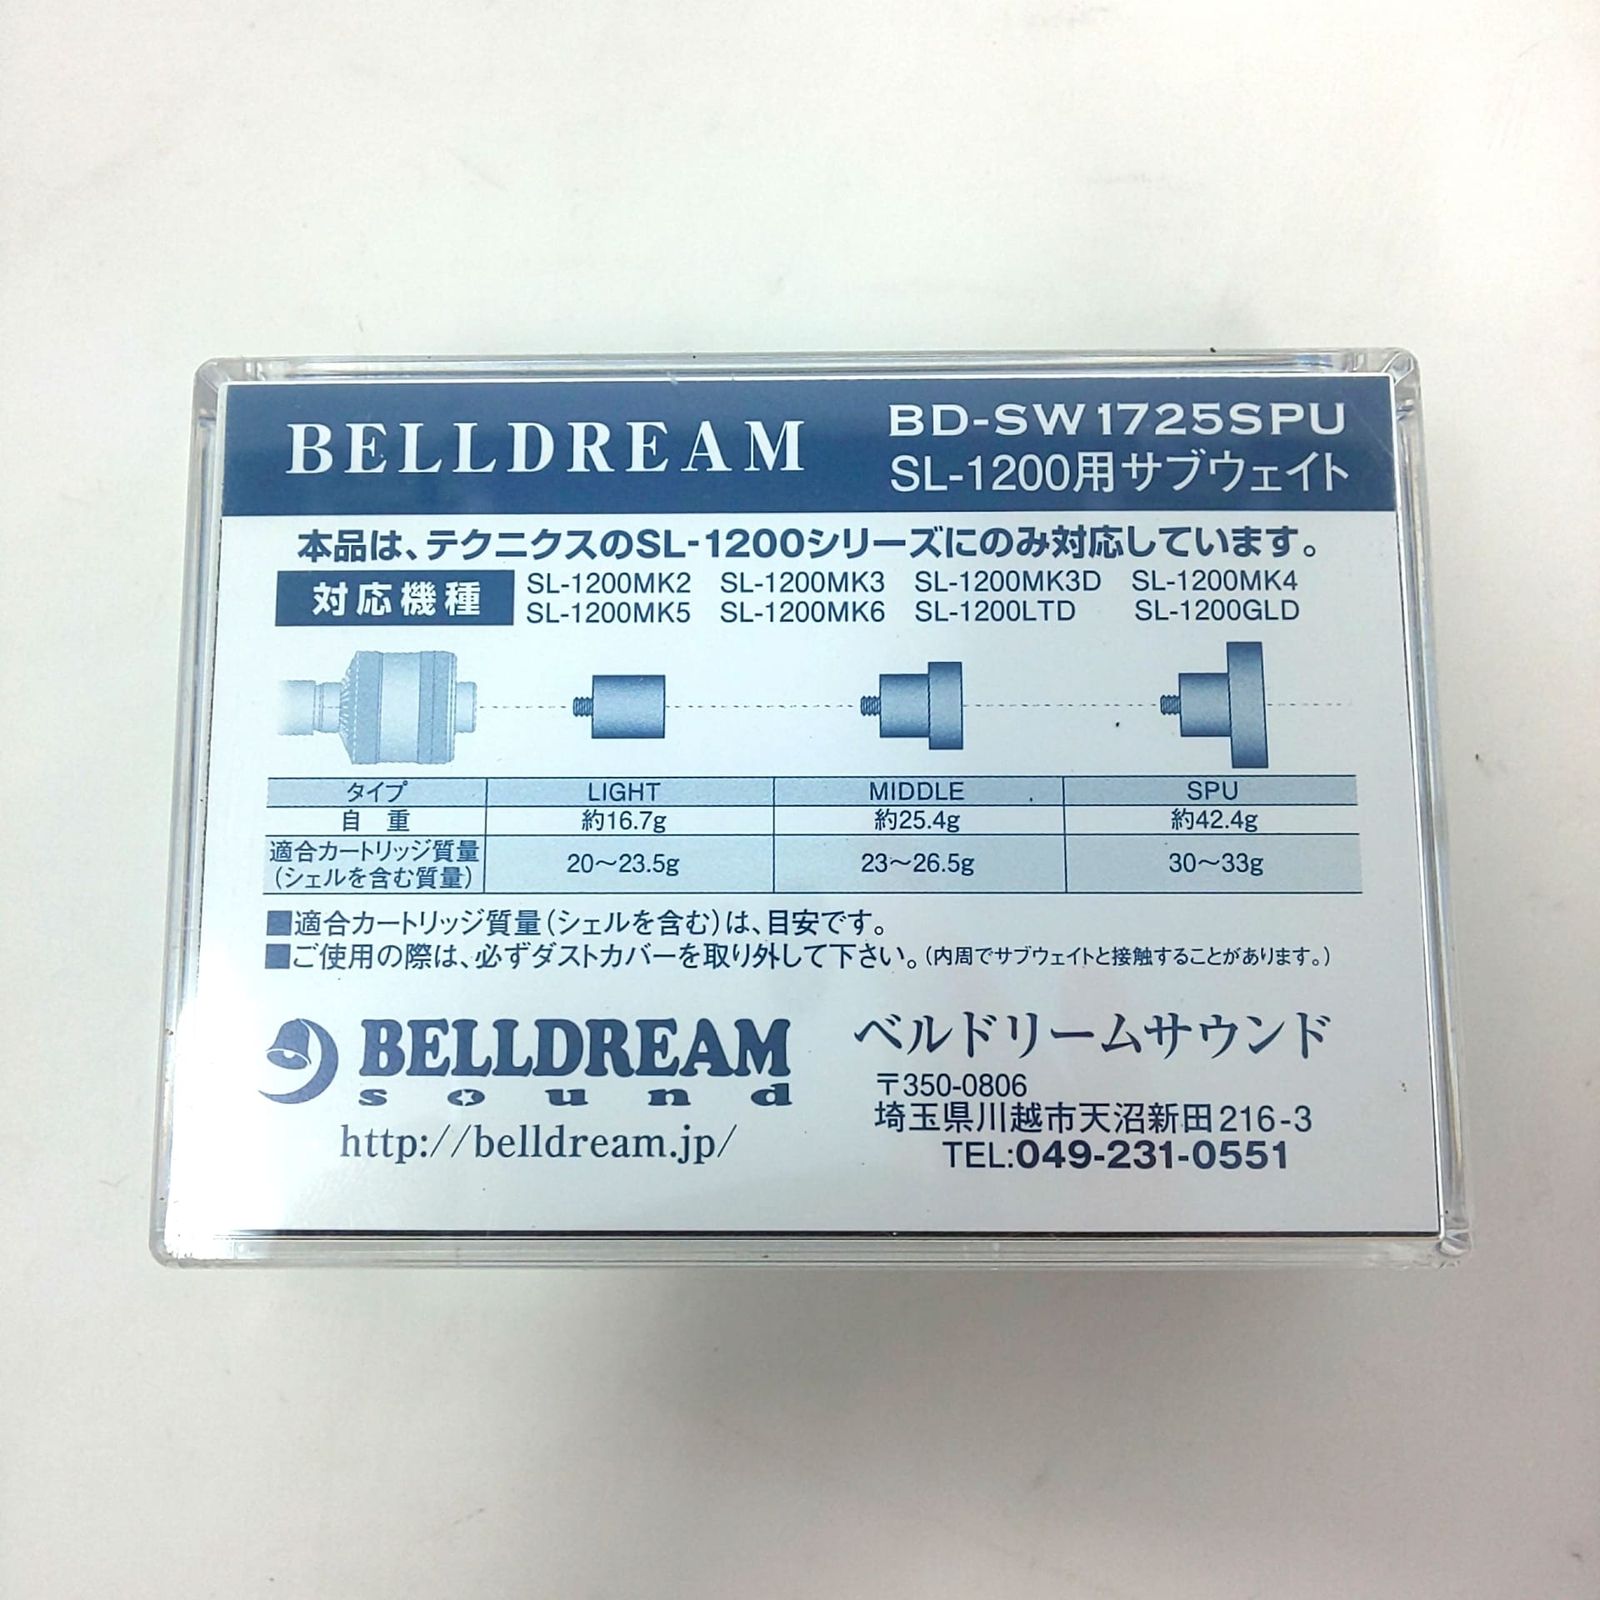 BELLDREAM
BD-SW1725SPU
SL-1200用サブウェイト
本品は、テクニクスのSL-1200シリーズにのみ対応しています。
対応機種
SL-1200MK2 SL-1200MK3 SL-1200MK3D SL-1200MK4
SL-1200MK5 SL-1200MK6 SL-1200LTD SL-1200GLD
タイプ LIGHT MIDDLE SPU
自 重 約16.7g 約25.4g 約42.4g
適合カートリッジ質量
(シェルを含む質量) 20〜23.5g 23〜26.5g 30〜33g
■適合カートリッジ質量(シェルを含む)は、目安です。
■ご使用の際は、必ずダストカバーを取り外して下さい。(内周でサブウェイトと接触することがあります。)
BELLDREAM
sound
http://belldream.jp/
ベルドリームサウンド
〒350-0806
埼玉県川越市天沼新田216-3
TEL:049-231-0551